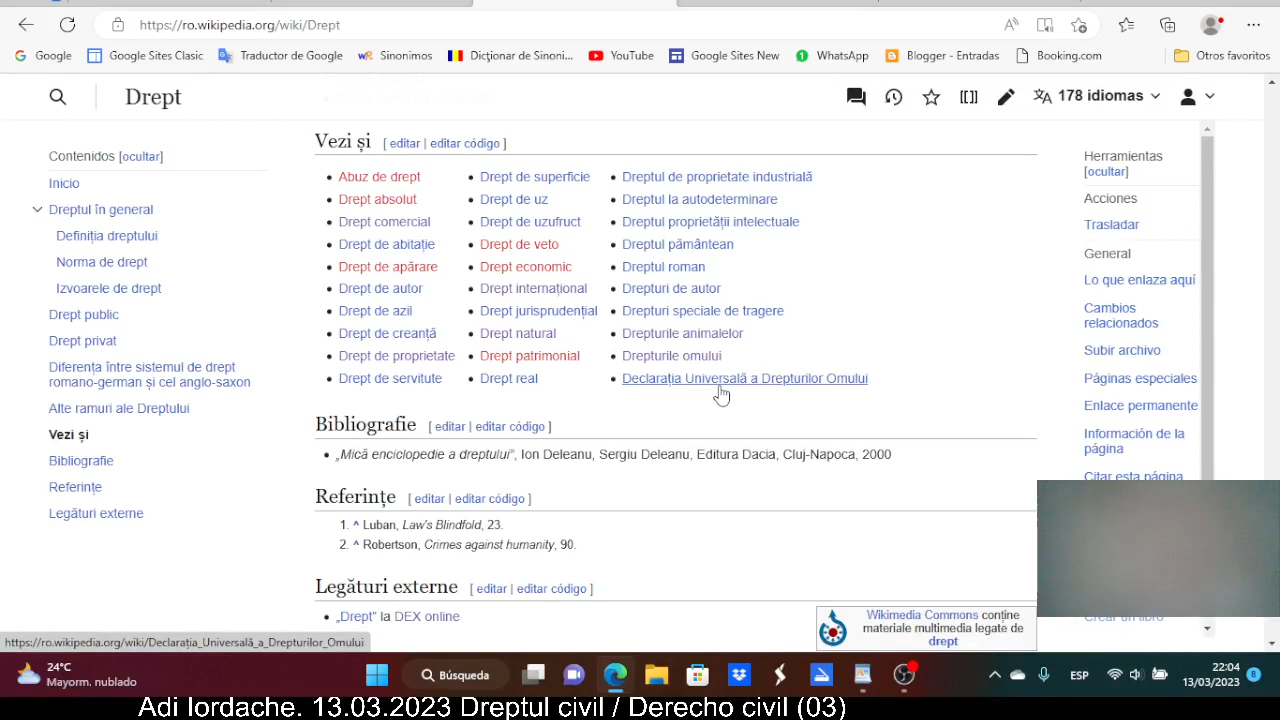 https://ro.wikipedia.org/wiki/Drept
Google
Google Sites Clasic
Traductor de Google
Sinonimos
Dicționar de Sinoni...
YouTube
Google Sites New
WhatsApp
Blogger - Entradas
Booking.com
Otros favoritos
Drept
178 idiomas
Contenidos [ocultar]
Inicio
Dreptul în general
Definiția dreptului
Norma de drept
Izvoarele de drept
Drept public
Drept privat
Diferența între sistemul de drept
romano-german și cel anglo-saxon
Alte ramuri ale Dreptului
Vezi și
Bibliografie
Referințe
Legături externe
Vezi și [ editar | editar código ]
Abuz de drept
Drept absolut
Drept comercial
Drept de abitație
Drept de apărare
Drept de autor
Drept de azil
Drept de creanță
Drept de proprietate
Drept de servitute
Drept de superficie
Drept de uz
Drept de uzufruct
Drept de veto
Drept economic
Drept internațional
Drept jurisprudențial
Drept natural
Drept patrimonial
Drept real
Dreptul de proprietate industrială
Dreptul la autodeterminare
Dreptul proprietății intelectuale
Dreptul pământean
Dreptul roman
Drepturi de autor
Drepturi speciale de tragere
Drepturile animalelor
Drepturile omului
Declarația Universală a Drepturilor Omului
Bibliografie [ editar | editar código ]
„Mică enciclopedie a dreptului”, Ion Deleanu, Sergiu Deleanu, Editura Dacia, Cluj-Napoca, 2000
Referințe [ editar | editar código ]
1. ^ Luban, Law's Blindfold, 23.
2. ^ Robertson, Crimes against humanity, 90.
Legături externe [ editar | editar código ]
„Drept” la DEX online
Wikimedia Commons conține
materiale multimedia legate de
drept
Herramientas
[ocultar]
Acciones
Trasladar
General
Lo que enlaza aquí
Cambios
relacionados
Subir archivo
Páginas especiales
Enlace permanente
Información de la
página
Citar esta página
Crear un libro
https://ro.wikipedia.org/wiki/Declarația_Universală_a_Drepturilor_Omului
24°C
Mayorm. nublado
Búsqueda
ESP
22:04
13/03/2023
8
Adi Iordache. 13.03.2023 Dreptul civil / Derecho civil (03)